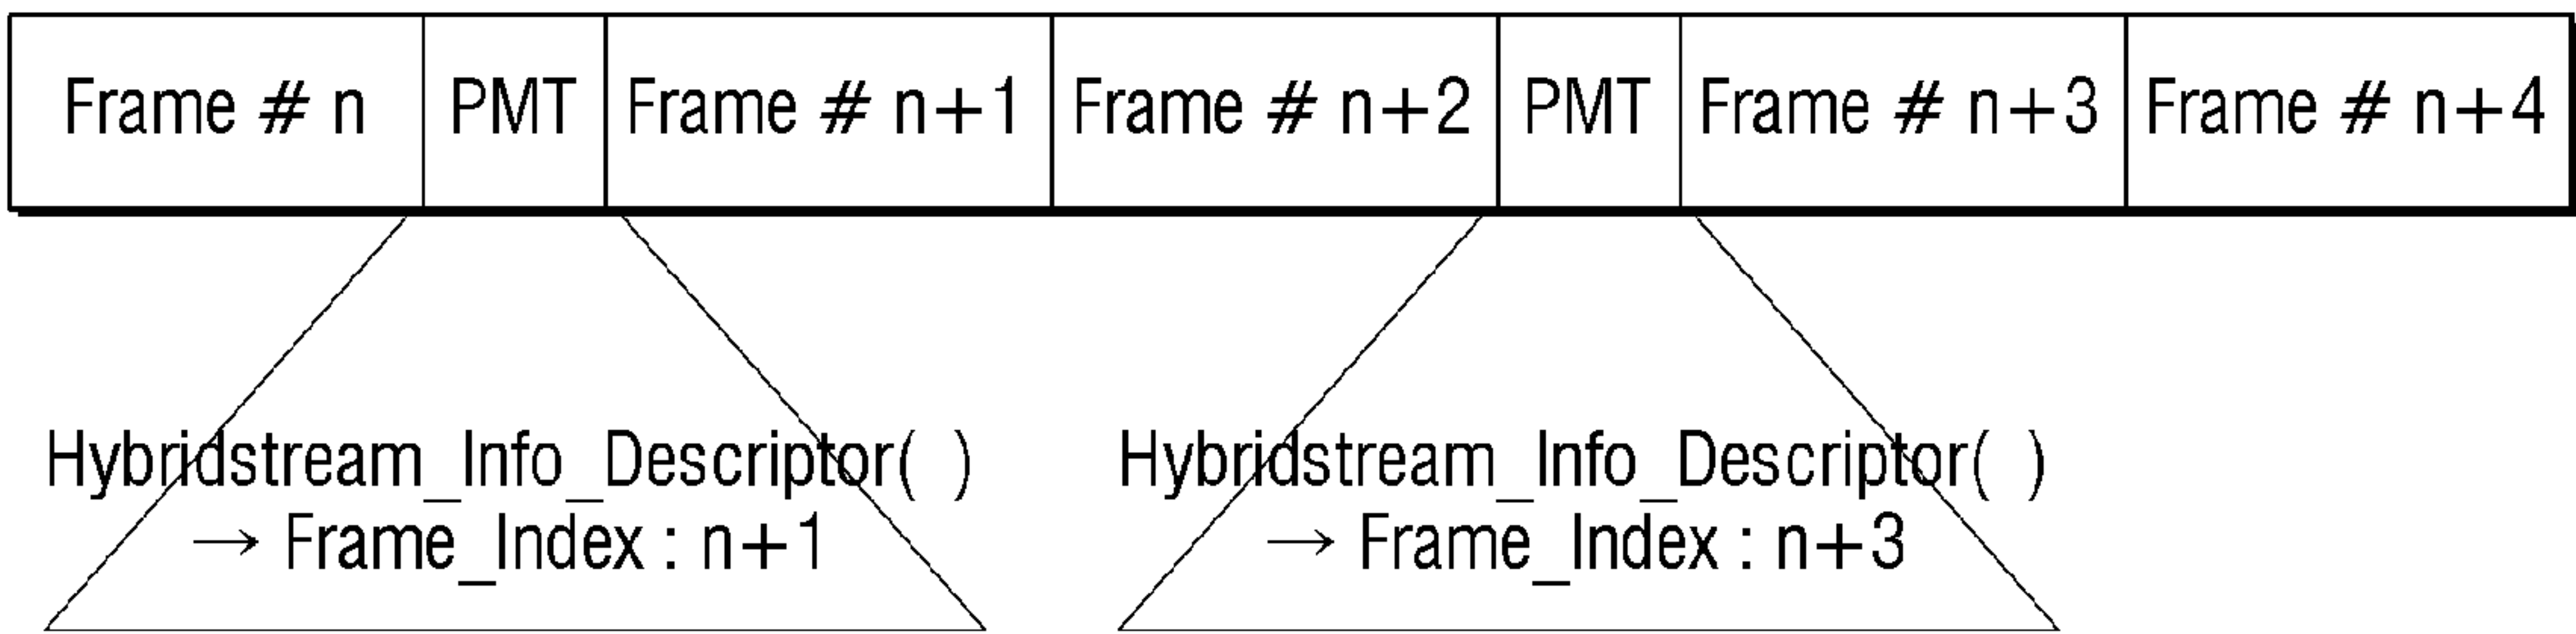 Frame # n PMT Frame # n+1 Frame # n+2 PMT Frame # n+3 Frame # n+4
Hybridstream_Info_Descriptor( )
→ Frame_Index : n+1
Hybridstream_Info_Descriptor( )
→ Frame_Index : n+3